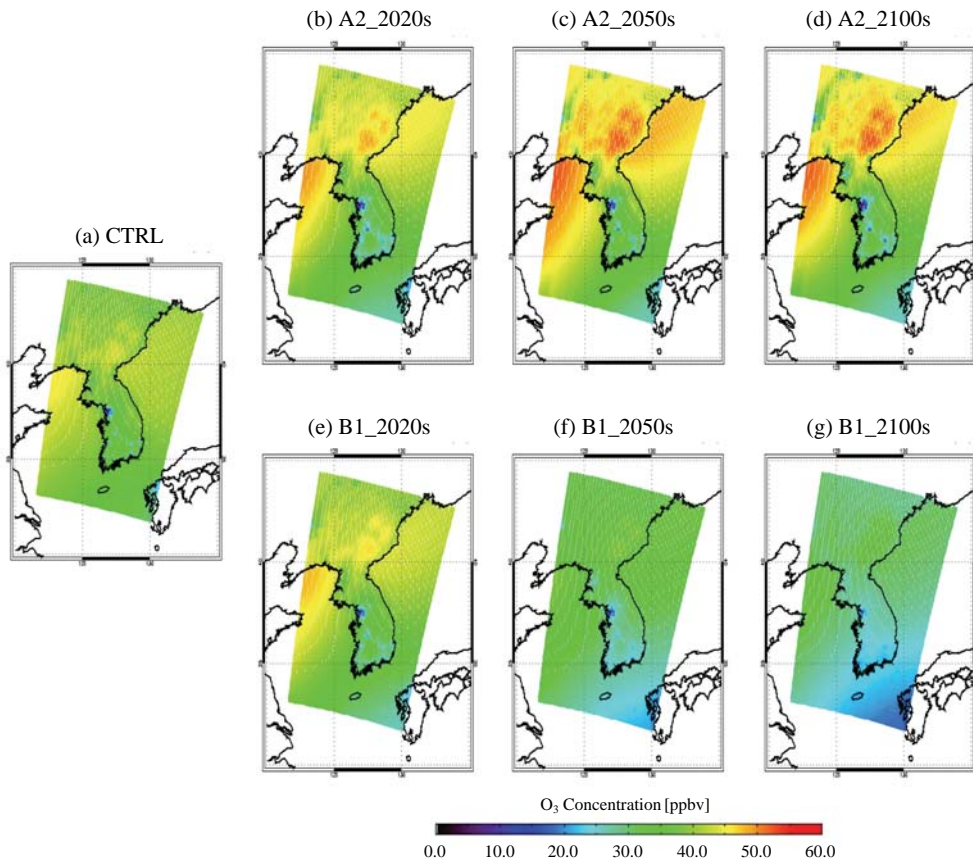 (b) A2_2020s
(c) A2_2050s
(d) A2_2100s
(a) CTRL
(e) B1_2020s
(f) B1_2050s
(g) B1_2100s
O₃ Concentration [ppbv]
0.0 10.0 20.0 30.0 40.0 50.0 60.0